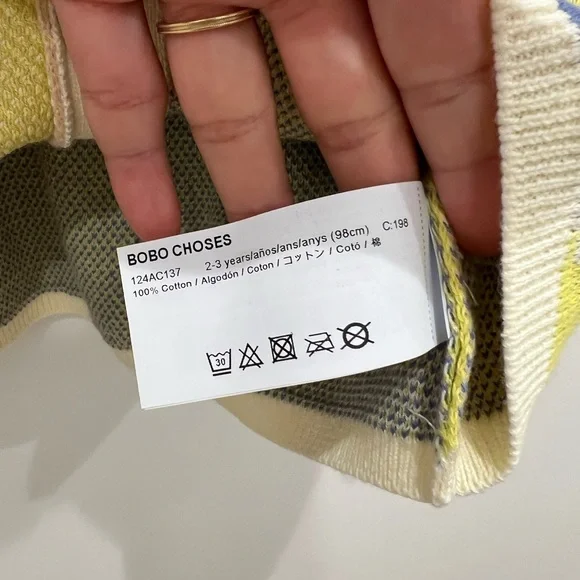 BOBO CHOSES
124AC137 2-3 years/años/ans/anys (98cm) C:198
100% Cotton / Algodón / Coton / コットン / Cotó / 棉
30